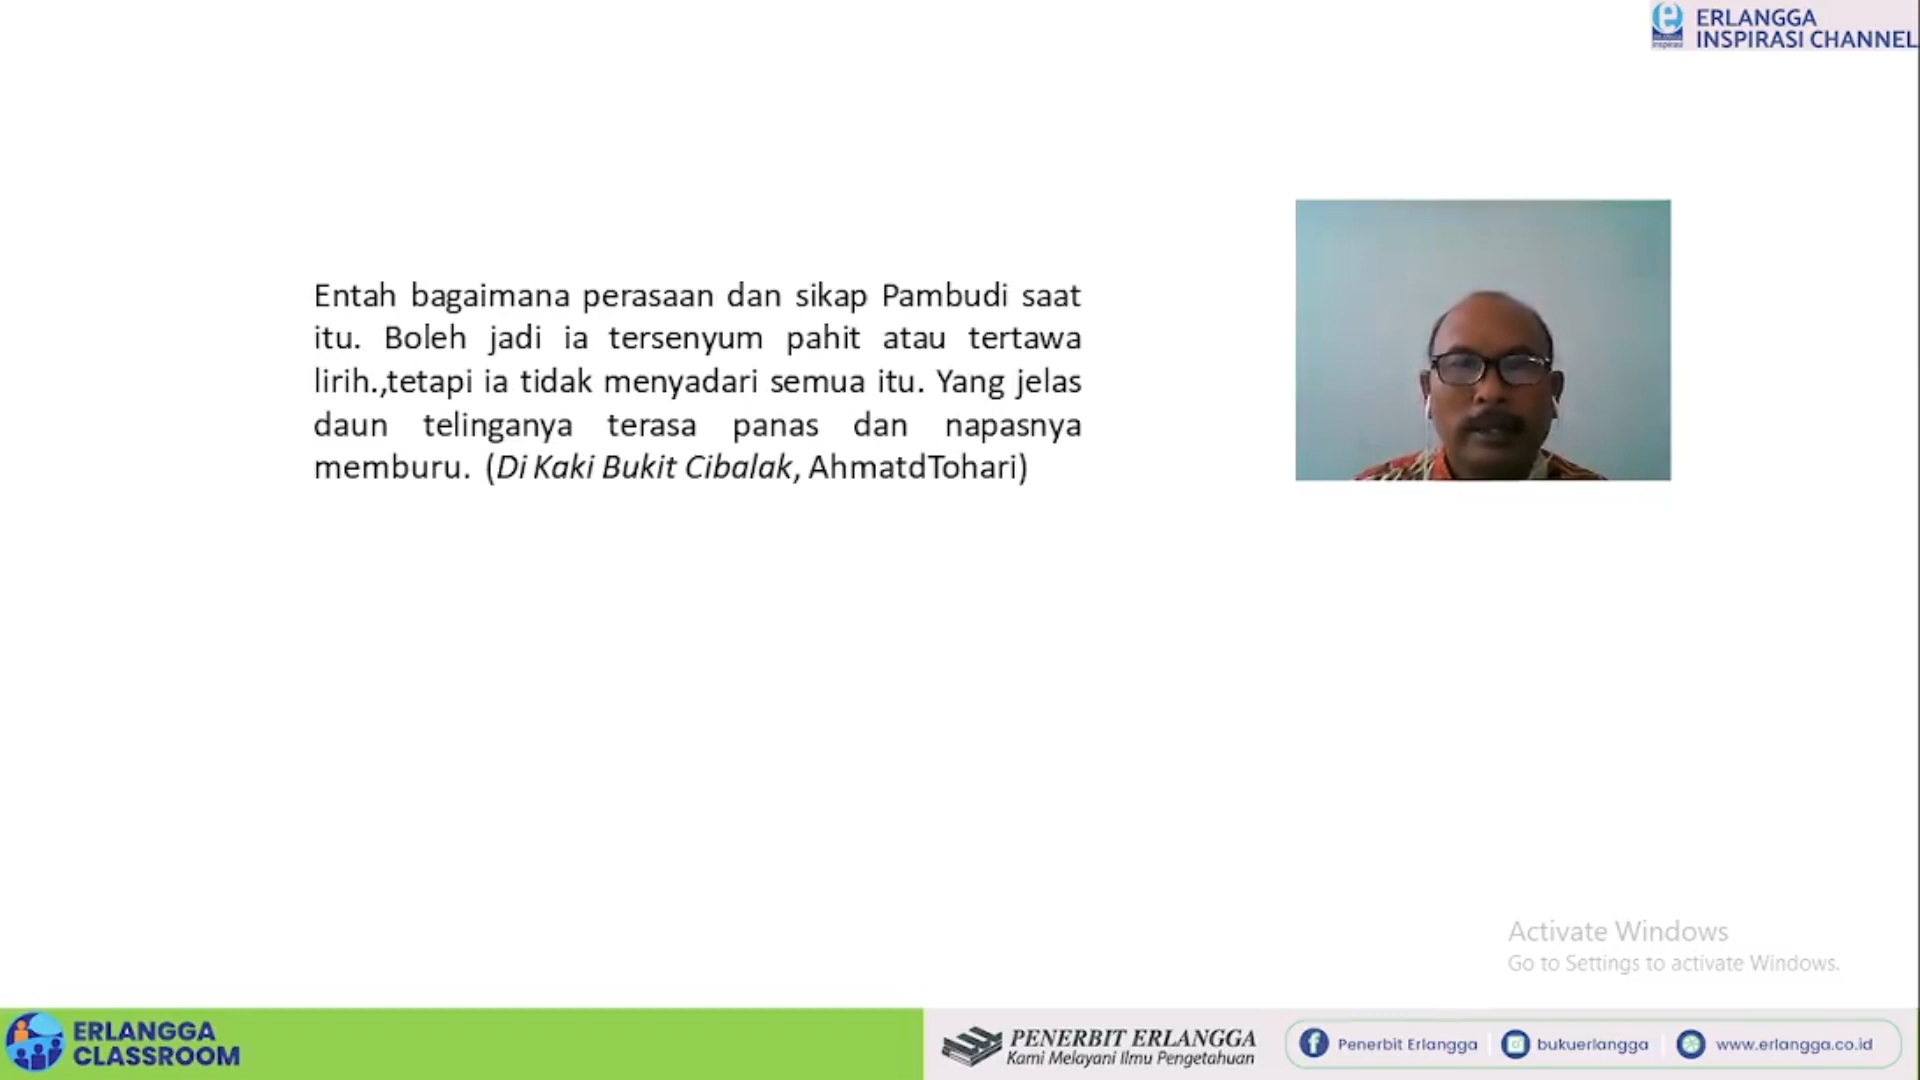 ERLANGGA
INSPIRASI CHANNEL
Entah bagaimana perasaan dan sikap Pambudi saat
itu. Boleh jadi ia tersenyum pahit atau tertawa
lirih.,tetapi ia tidak menyadari semua itu. Yang jelas
daun telinganya terasa panas dan napasnya
memburu. (Di Kaki Bukit Cibalak, AhmatdTohari)
Activate Windows
Go to Settings to activate Windows.
ERLANGGA
CLASSROOM
PENERBIT ERLANGGA
Kami Melayani Ilmu Pengetahuan
Penerbit Erlangga
bukuerlangga
www.erlangga.co.id